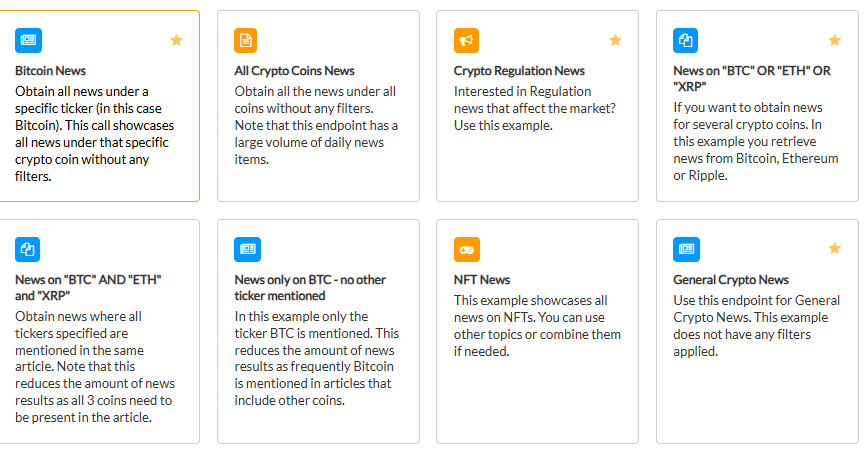 Bitcoin News
Obtain all news under a
specific ticker (in this case
Bitcoin). This call showcases
all news under that specific
crypto coin without any
filters.
All Crypto Coins News
Obtain all the news under all
coins without any filters.
Note that this endpoint has a
large volume of daily news
items.
Crypto Regulation News
Interested in Regulation
news that affect the market?
Use this example.
News on "BTC" OR "ETH" OR
"XRP"
If you want to obtain news
for several crypto coins. In
this example you retrieve
news from Bitcoin, Ethereum
or Ripple.
News on "BTC" AND "ETH"
and "XRP"
Obtain news where all
tickers specified are
mentioned in the same
article. Note that this
reduces the amount of news
results as all 3 coins need to
be present in the article.
News only on BTC - no other
ticker mentioned
In this example only the
ticker BTC is mentioned. This
reduces the amount of news
results as frequently Bitcoin
is mentioned in articles that
include other coins.
NFT News
This example showcases all
news on NFTs. You can use
other topics or combine them
if needed.
General Crypto News
Use this endpoint for General
Crypto News. This example
does not have any filters
applied.